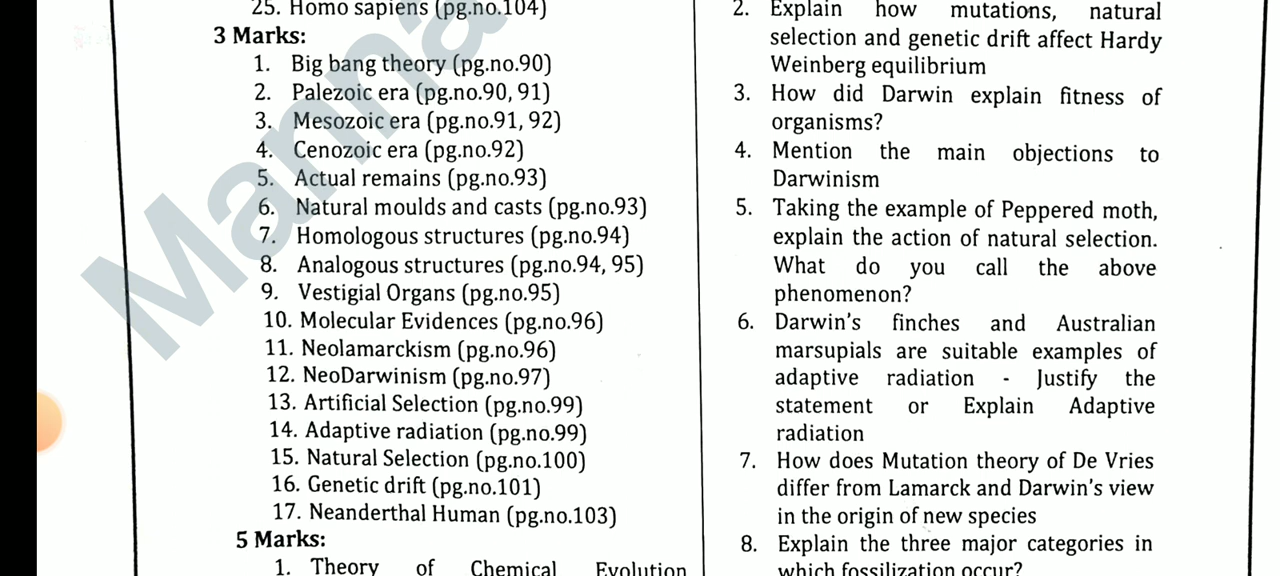 25. Homo sapiens (pg.no.104)
3 Marks:
1. Big bang theory (pg.no.90)
2. Palezoic era (pg.no.90, 91)
3. Mesozoic era (pg.no.91, 92)
4. Cenozoic era (pg.no.92)
5. Actual remains (pg.no.93)
6. Natural moulds and casts (pg.no.93)
7. Homologous structures (pg.no.94)
8. Analogous structures (pg.no.94, 95)
9. Vestigial Organs (pg.no.95)
10. Molecular Evidences (pg.no.96)
11. Neolamarckism (pg.no.96)
12. NeoDarwinism (pg.no.97)
13. Artificial Selection (pg.no.99)
14. Adaptive radiation (pg.no.99)
15. Natural Selection (pg.no.100)
16. Genetic drift (pg.no.101)
17. Neanderthal Human (pg.no.103)
5 Marks:
1. Theory of Chemical Evolution
2. Explain how mutations, natural
selection and genetic drift affect Hardy
Weinberg equilibrium
3. How did Darwin explain fitness of
organisms?
4. Mention the main objections to
Darwinism
5. Taking the example of Peppered moth,
explain the action of natural selection.
What do you call the above
phenomenon?
6. Darwin's finches and Australian
marsupials are suitable examples of
adaptive radiation - Justify the
statement or Explain Adaptive
radiation
7. How does Mutation theory of De Vries
differ from Lamarck and Darwin's view
in the origin of new species
8. Explain the three major categories in
which fossilization occur?
Manna